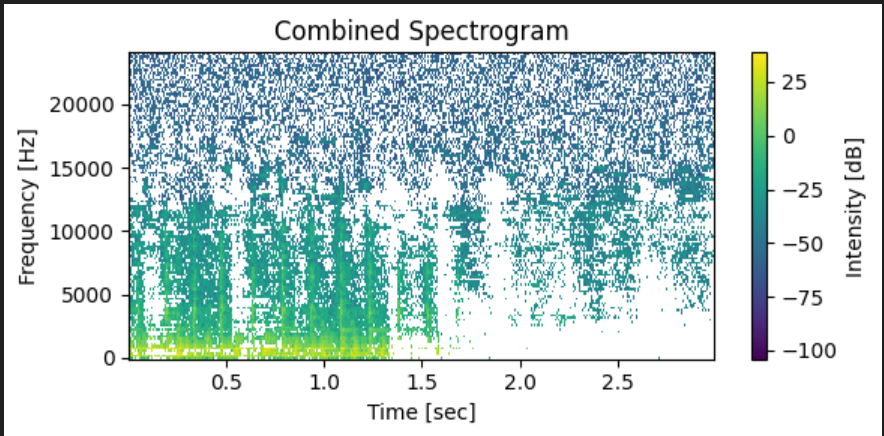 Combined Spectrogram
Frequency [Hz]
20000
15000
10000
5000
0
0.5 1.0 1.5 2.0 2.5
Time [sec]
25
0
−25
−50
−75
−100
Intensity [dB]